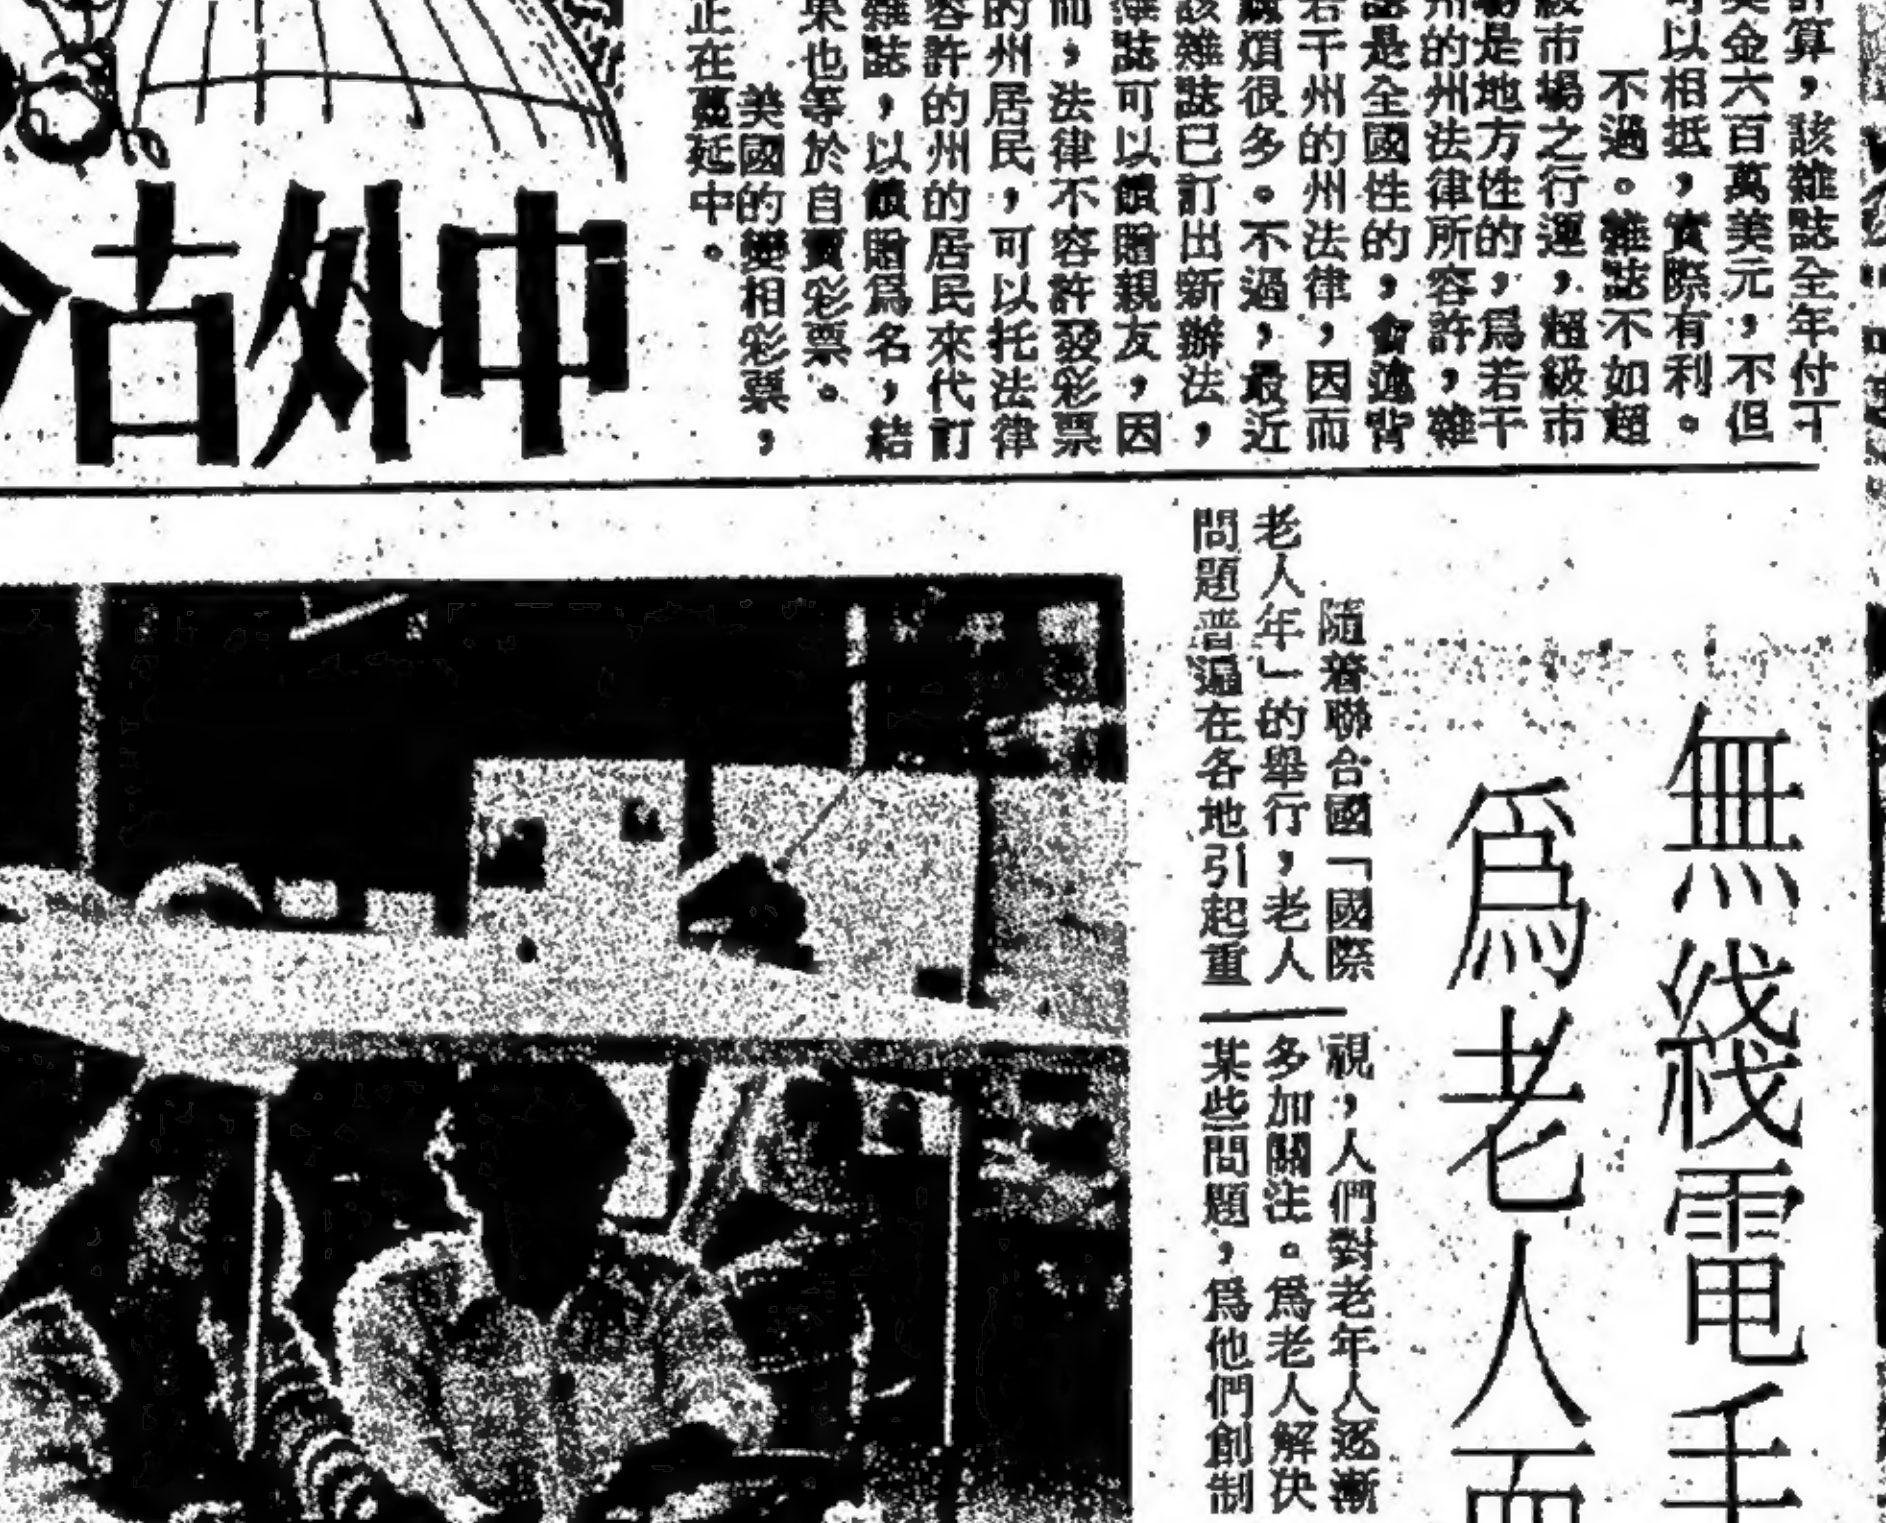 計算，該雜誌全年付下
美金六百萬美元，不但
可以相抵，實際有利。
不過。雜誌不如超
級市場之行運，超級市
場是地方性的，爲若干
州的州法律所容許，雜
誌是全國性的，會違背
若干州的州法律，因而
麻煩很多。不過，最近
該雜誌已訂出新辦法，
雜誌可以餽贈親友，因
而，法律不容許發彩票
的州居民，可以托法律
容許的州的居民來代訂
雜誌，以餽贈爲名，結
果也等於自買彩票。
美國的變相彩票，
正在蔓延中。
中外古
無綫電手
爲老人而
隨着聯合國「國際
老人年」的舉行，老人
問題普遍在各地引起重
視，人們對老年人逐漸
多加關注。爲老人解決
某些問題，爲他們創制